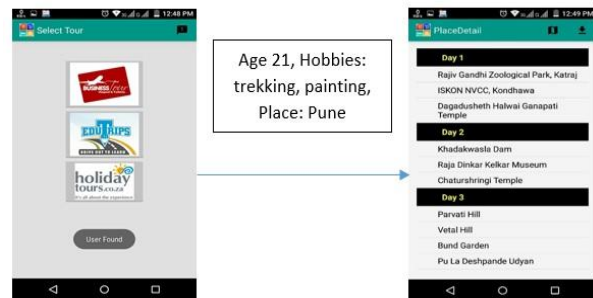 12:48 PM
Select Tour
BUSINESS Tour
EDUTRIPS
holiday
tours.co.za
It's all about the experience
User Found
Age 21, Hobbies:
trekking, painting,
Place: Pune
12:49 PM
PlaceDetail
Day 1
Rajiv Gandhi Zoological Park, Katraj
ISKON NVCC, Kondhawa
Dagadusheth Halwai Ganapati
Temple
Day 2
Khadakwasla Dam
Raja Dinkar Kelkar Museum
Chaturshringi Temple
Day 3
Parvati Hill
Vetal Hill
Bund Garden
Pu La Deshpande Udyan